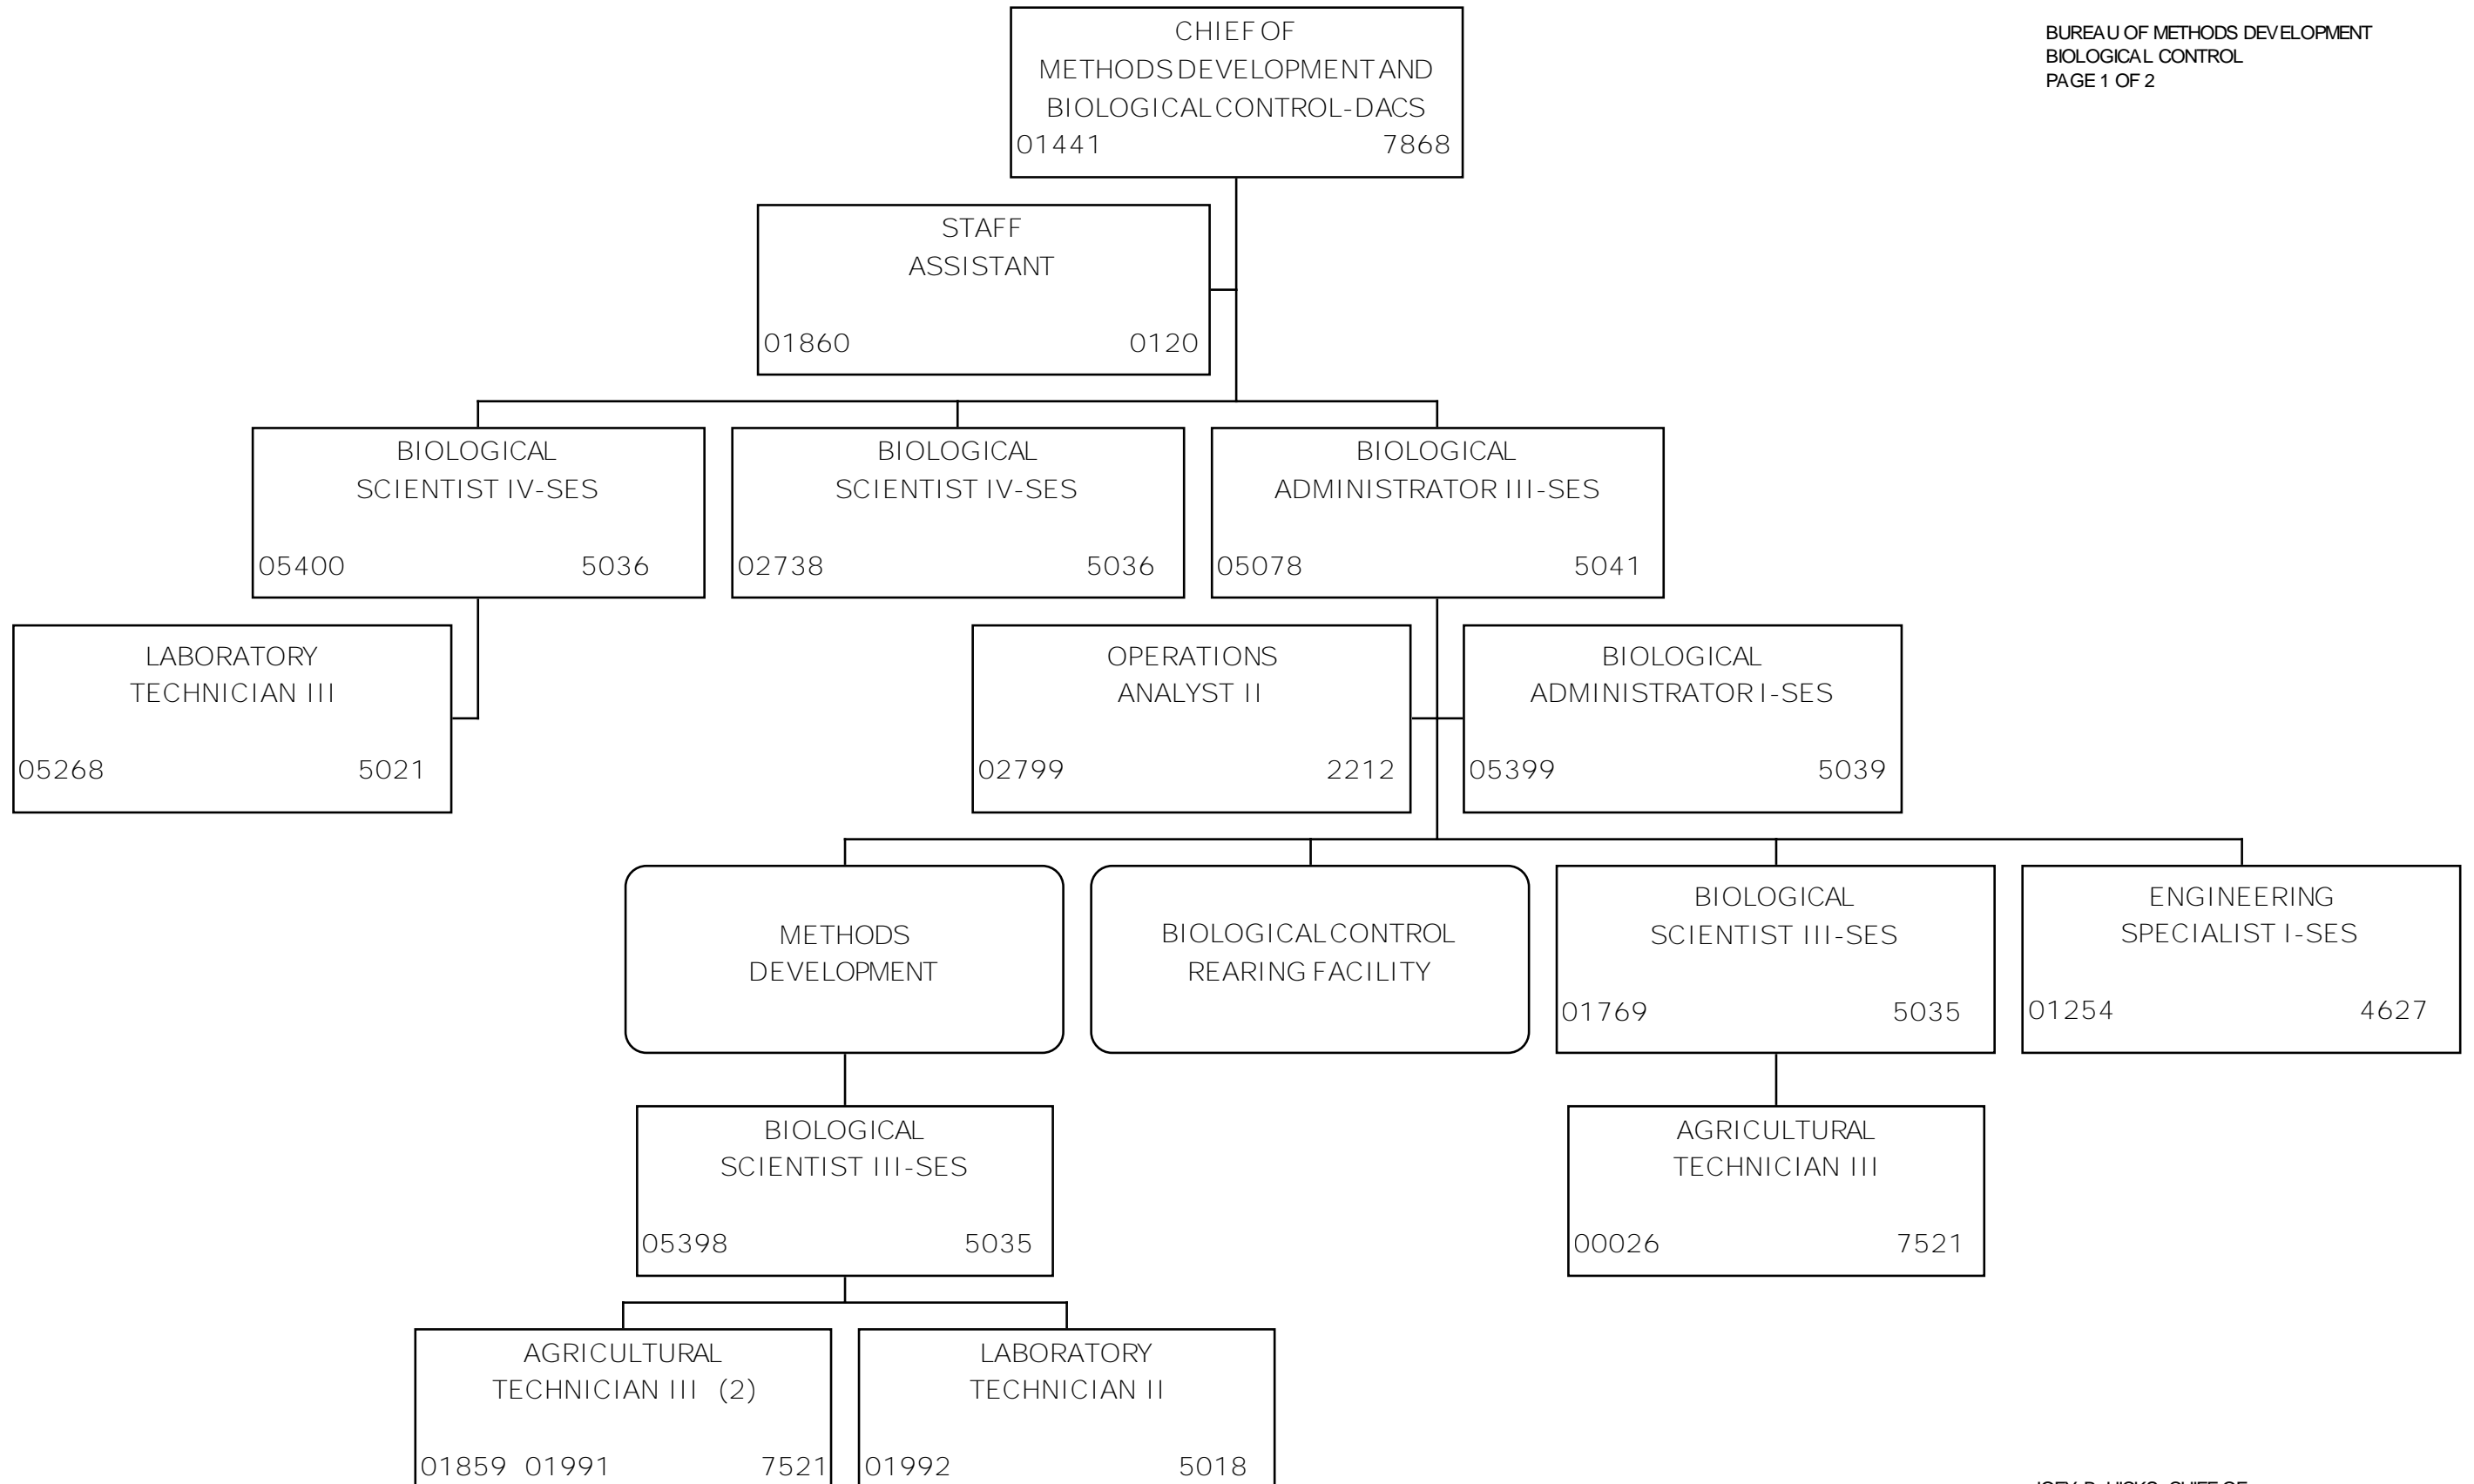 CHIEF OF
METHODS DEVELOPMENT AND
BIOLOGICAL CONTROL-DACS
01441 7868
BUREAU OF METHODS DEVELOPMENT
BIOLOGICAL CONTROL
PAGE 1 OF 2
STAFF
ASSISTANT
01860 0120
BIOLOGICAL
SCIENTIST IV-SES
05400 5036
BIOLOGICAL
SCIENTIST IV-SES
02738 5036
BIOLOGICAL
ADMINISTRATOR III-SES
05078 5041
LABORATORY
TECHNICIAN III
05268 5021
OPERATIONS
ANALYST II
02799 2212
BIOLOGICAL
ADMINISTRATOR I-SES
05399 5039
METHODS
DEVELOPMENT
BIOLOGICAL CONTROL
REARING FACILITY
BIOLOGICAL
SCIENTIST III-SES
01769 5035
ENGINEERING
SPECIALIST I-SES
01254 4627
BIOLOGICAL
SCIENTIST III-SES
05398 5035
AGRICULTURAL
TECHNICIAN III
00026 7521
AGRICULTURAL
TECHNICIAN III (2)
01859 01991 7521
LABORATORY
TECHNICIAN II
01992 5018